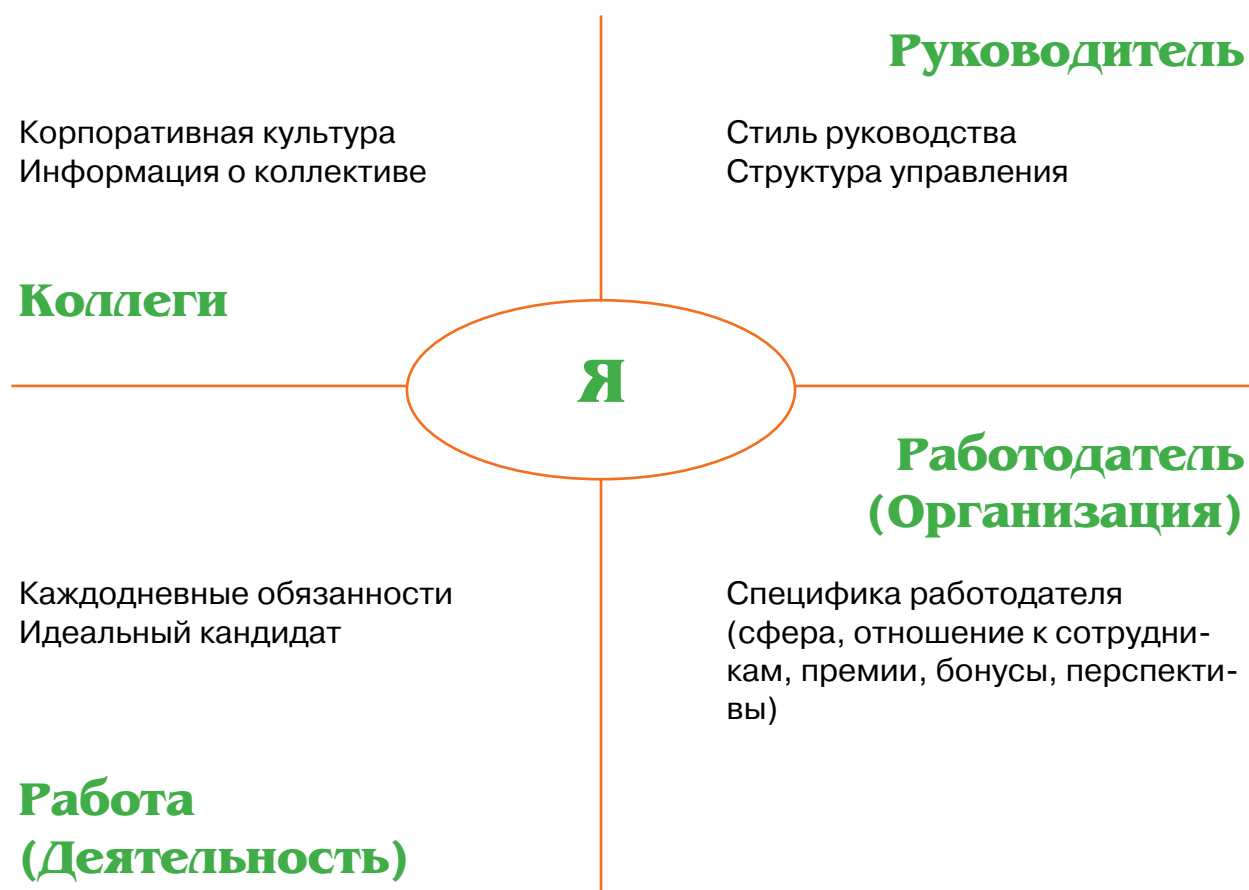 Руководитель
Корпоративная культура
Информация о коллективе
Стиль руководства
Структура управления
Коллеги
Я
Работодатель
(Организация)
Каждодневные обязанности
Идеальный кандидат
Специфика работодателя
(сфера, отношение к сотрудни-
кам, премии, бонусы, перспекти-
вы)
Работа
(Деятельность)